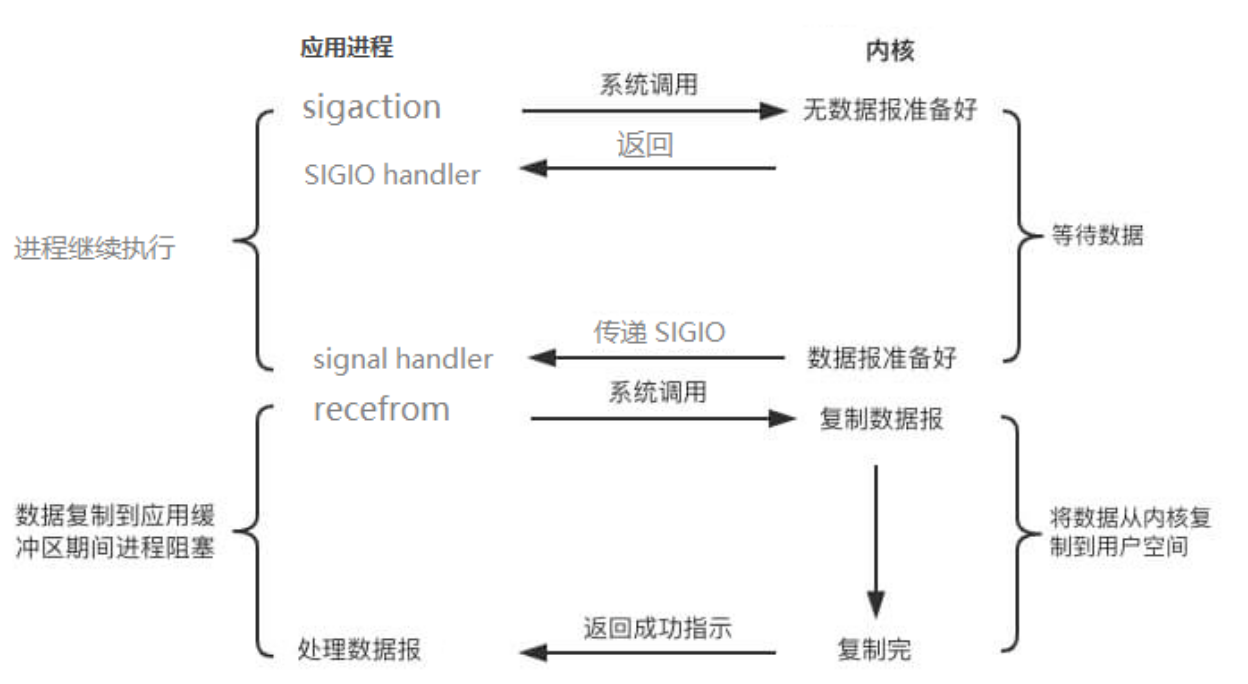 应用进程
内核
系统调用
sigaction
无数据报准备好
返回
SIGIO handler
进程继续执行
等待数据
传递 SIGIO
signal handler
数据报准备好
系统调用
recefrom
复制数据报
数据复制到应用缓
冲区期间进程阻塞
将数据从内核复
制到用户空间
返回成功指示
处理数据报
复制完